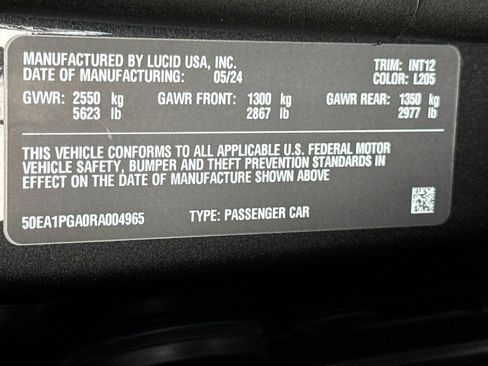 MANUFACTURED BY LUCID USA, INC. TRIM: INT12
DATE OF MANUFACTURING: 05/24 COLOR: L205
GVWR: 2550 kg GAWR FRONT: 1300 kg GAWR REAR: 1350 kg
5623 lb 2867 lb 2977 lb
THIS VEHICLE CONFORMS TO ALL APPLICABLE U.S. FEDERAL MOTOR
VEHICLE SAFETY, BUMPER AND THEFT PREVENTION STANDARDS IN
EFFECT ON THE DATE OF MANUFACTURE SHOWN ABOVE
50EA1PGA0RA004965 TYPE: PASSENGER CAR